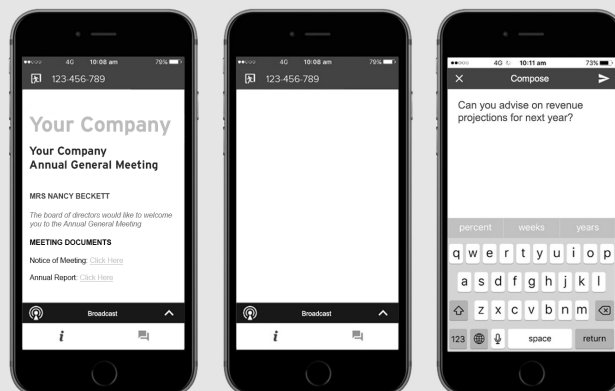 4G 10:08 am 79%
123-456-789
Your Company
Your Company
Annual General Meeting
MRS NANCY BECKETT
The board of directors would like to welcome
you to the Annual General Meeting
MEETING DOCUMENTS
Notice of Meeting: Click Here
Annual Report: Click Here
Broadcast
i
4G 10:08 am 79%
123-456-789
Broadcast
i
4G 10:11 am 73%
Compose
Can you advise on revenue
projections for next year?
percent weeks years
q w e r t y u i o p
a s d f g h j k l
z x c v b n m
123 space return